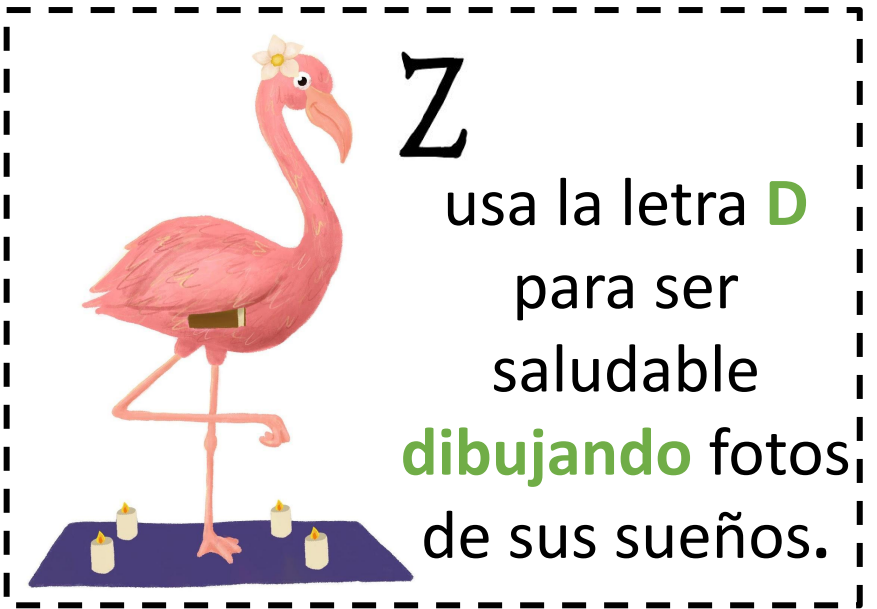 Z
usa la letra D
para ser
saludable
dibujando fotos
de sus sueños.